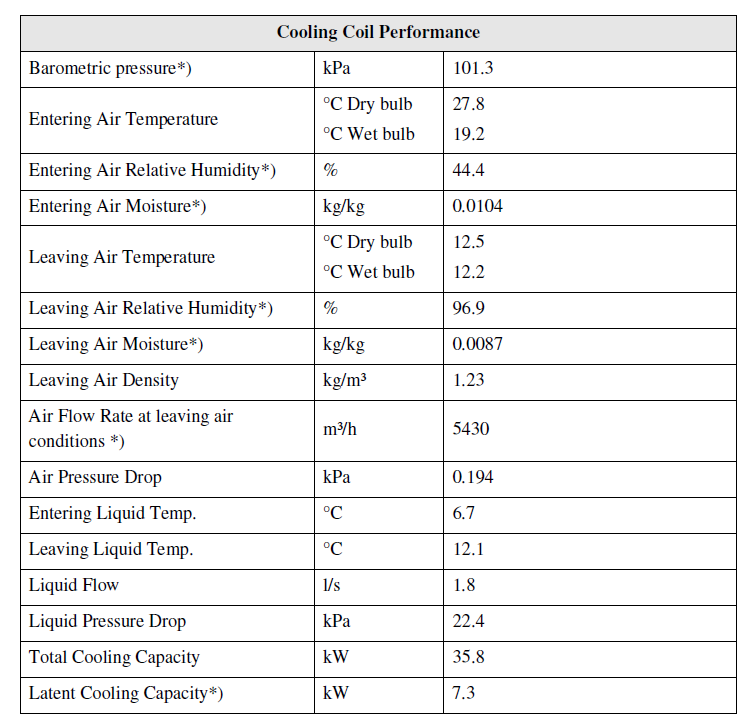 Cooling Coil Performance
Barometric pressure*) kPa 101.3
Entering Air Temperature °C Dry bulb 27.8
°C Wet bulb 19.2
Entering Air Relative Humidity*) % 44.4
Entering Air Moisture*) kg/kg 0.0104
Leaving Air Temperature °C Dry bulb 12.5
°C Wet bulb 12.2
Leaving Air Relative Humidity*) % 96.9
Leaving Air Moisture*) kg/kg 0.0087
Leaving Air Density kg/m³ 1.23
Air Flow Rate at leaving air
conditions *) m³/h 5430
Air Pressure Drop kPa 0.194
Entering Liquid Temp. °C 6.7
Leaving Liquid Temp. °C 12.1
Liquid Flow l/s 1.8
Liquid Pressure Drop kPa 22.4
Total Cooling Capacity kW 35.8
Latent Cooling Capacity*) kW 7.3